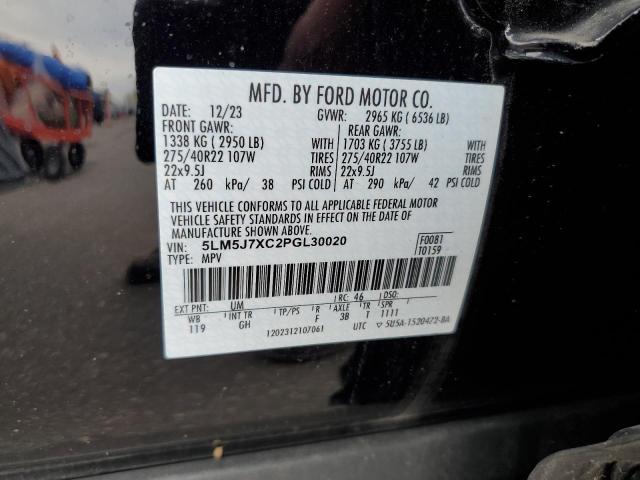 MFD. BY FORD MOTOR CO.
DATE: 12/23 GVWR: 2965 KG ( 6536 LB)
FRONT GAWR: REAR GAWR:
1338 KG ( 2950 LB) WITH 1703 KG ( 3755 LB) WITH
275/40R22 107W TIRES 275/40R22 107W TIRES
22x9.5J RIMS 22x9.5J RIMS
AT 260 kPa/ 38 PSI COLD AT 290 kPa/ 42 PSI COLD
THIS VEHICLE CONFORMS TO ALL APPLICABLE FEDERAL MOTOR
VEHICLE SAFETY STANDARDS IN EFFECT ON THE DATE OF
MANUFACTURE SHOWN ABOVE.
VIN: 5LM5J7XC2PGL30020 F0081
TYPE: MPV T0159
EXT PNT: UM RC: 46 DSO:
WB INT TR TP/PS R AXLE TR SPR
119 GH F 3B T 1111
1202312107061 UTC ▽ 5U5A-1520472-BA